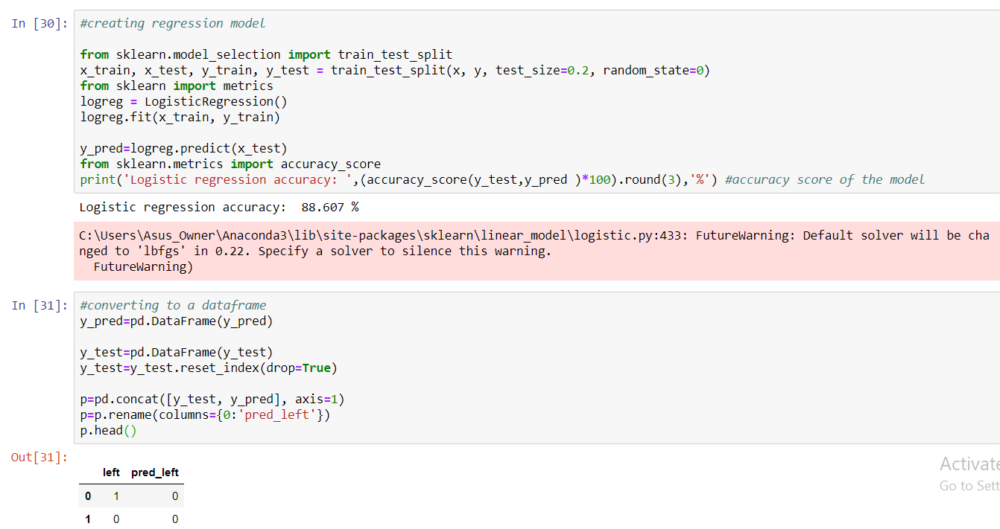 In [30]: #creating regression model
from sklearn.model_selection import train_test_split
x_train, x_test, y_train, y_test = train_test_split(x, y, test_size=0.2, random_state=0)
from sklearn import metrics
logreg = LogisticRegression()
logreg.fit(x_train, y_train)
y_pred=logreg.predict(x_test)
from sklearn.metrics import accuracy_score
print('Logistic regression accuracy: ',(accuracy_score(y_test,y_pred )*100).round(3),'%') #accuracy score of the model
Logistic regression accuracy:  88.607 %
C:\Users\Asus_Owner\Anaconda3\lib\site-packages\sklearn\linear_model\logistic.py:433: FutureWarning: Default solver will be cha
nged to 'lbfgs' in 0.22. Specify a solver to silence this warning.
  FutureWarning)
In [31]: #converting to a dataframe
y_pred=pd.DataFrame(y_pred)
y_test=pd.DataFrame(y_test)
y_test=y_test.reset_index(drop=True)
p=pd.concat([y_test, y_pred], axis=1)
p=p.rename(columns={0:'pred_left'})
p.head()
Out[31]:
left pred_left
0 1 0
1 0 0
Activate
Go to Sett